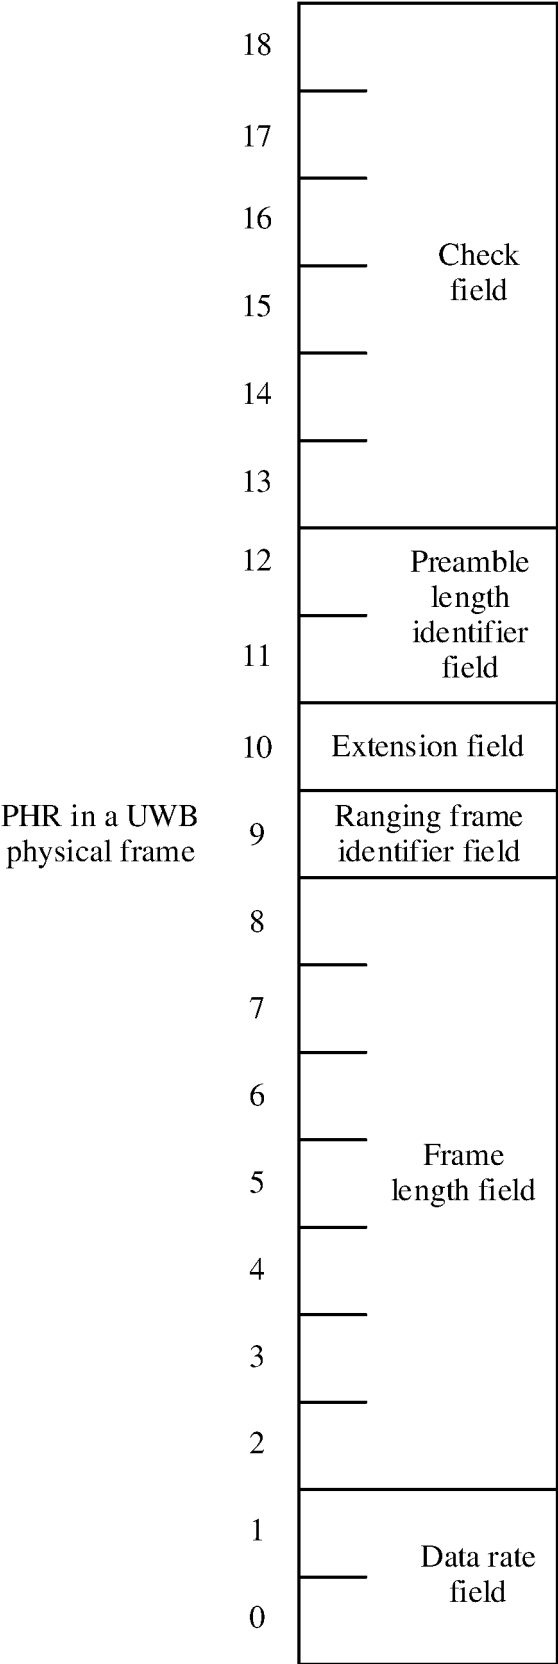 18
17
16
Check
field
15
14
13
12
Preamble
length
identifier
field
11
10
Extension field
PHR in a UWB
physical frame
9
Ranging frame
identifier field
8
7
6
5
Frame
length field
4
3
2
1
Data rate
field
0